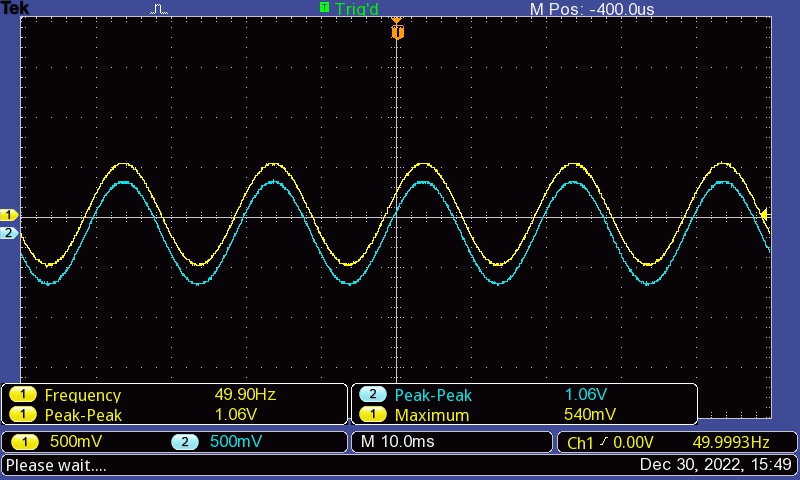 Tek Trig'd M Pos: -400.0us
T
1
2
1 Frequency 49.90Hz 2 Peak-Peak 1.06V
1 Peak-Peak 1.06V 1 Maximum 540mV
1 500mV 2 500mV M 10.0ms Ch1 0.00V 49.9993Hz
Please wait.... Dec 30, 2022, 15:49